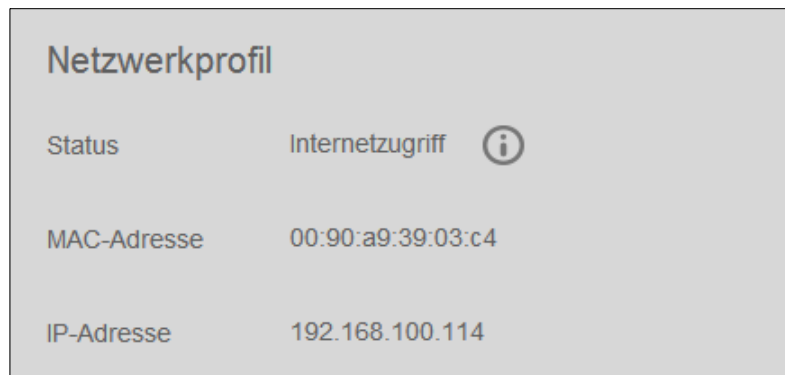 Netzwerkprofil
Status Internetzugriff
MAC-Adresse 00:90:a9:39:03:c4
IP-Adresse 192.168.100.114